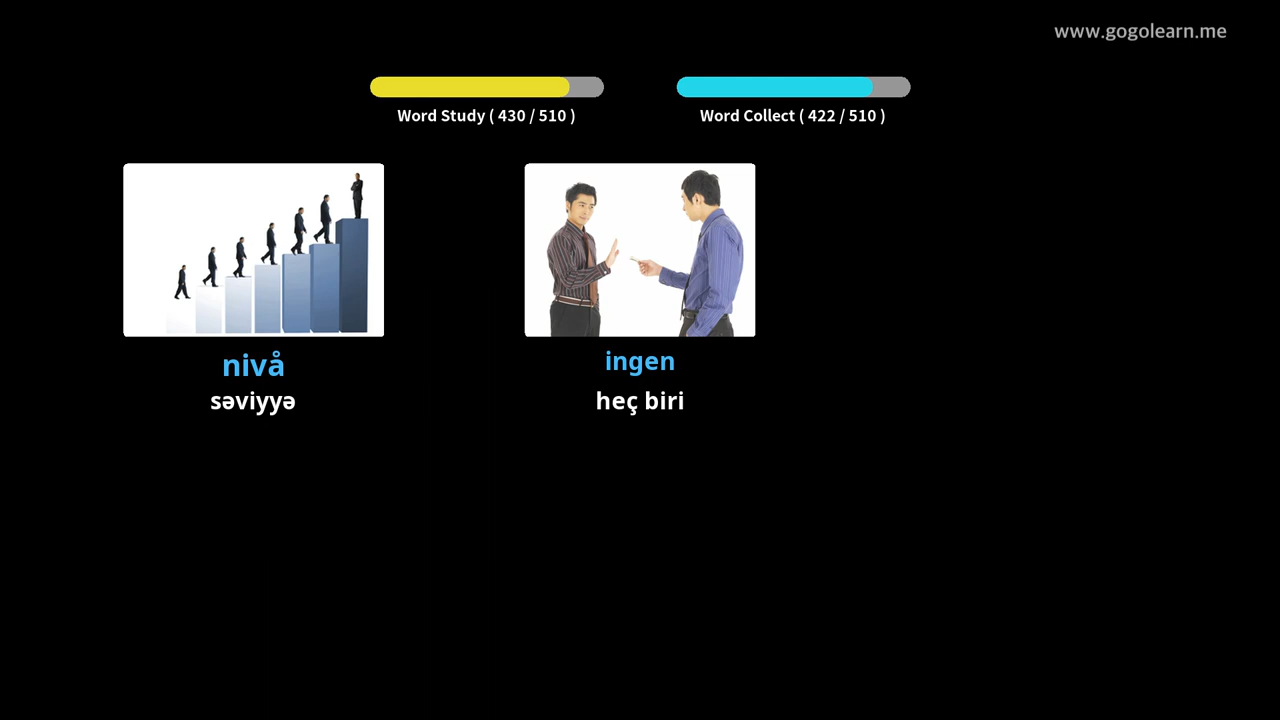 www.gogolearn.me
Word Study ( 430 / 510 )
Word Collect ( 422 / 510 )
nivå
səviyyə
ingen
heç biri